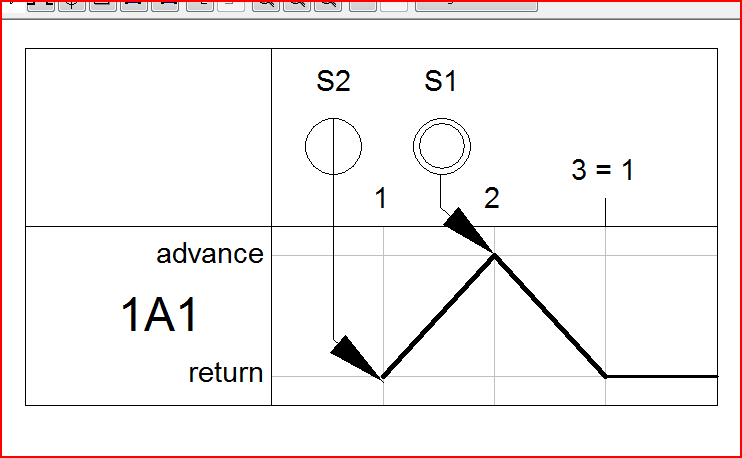 S2 S1
3 = 1
1 2
advance
1A1
return